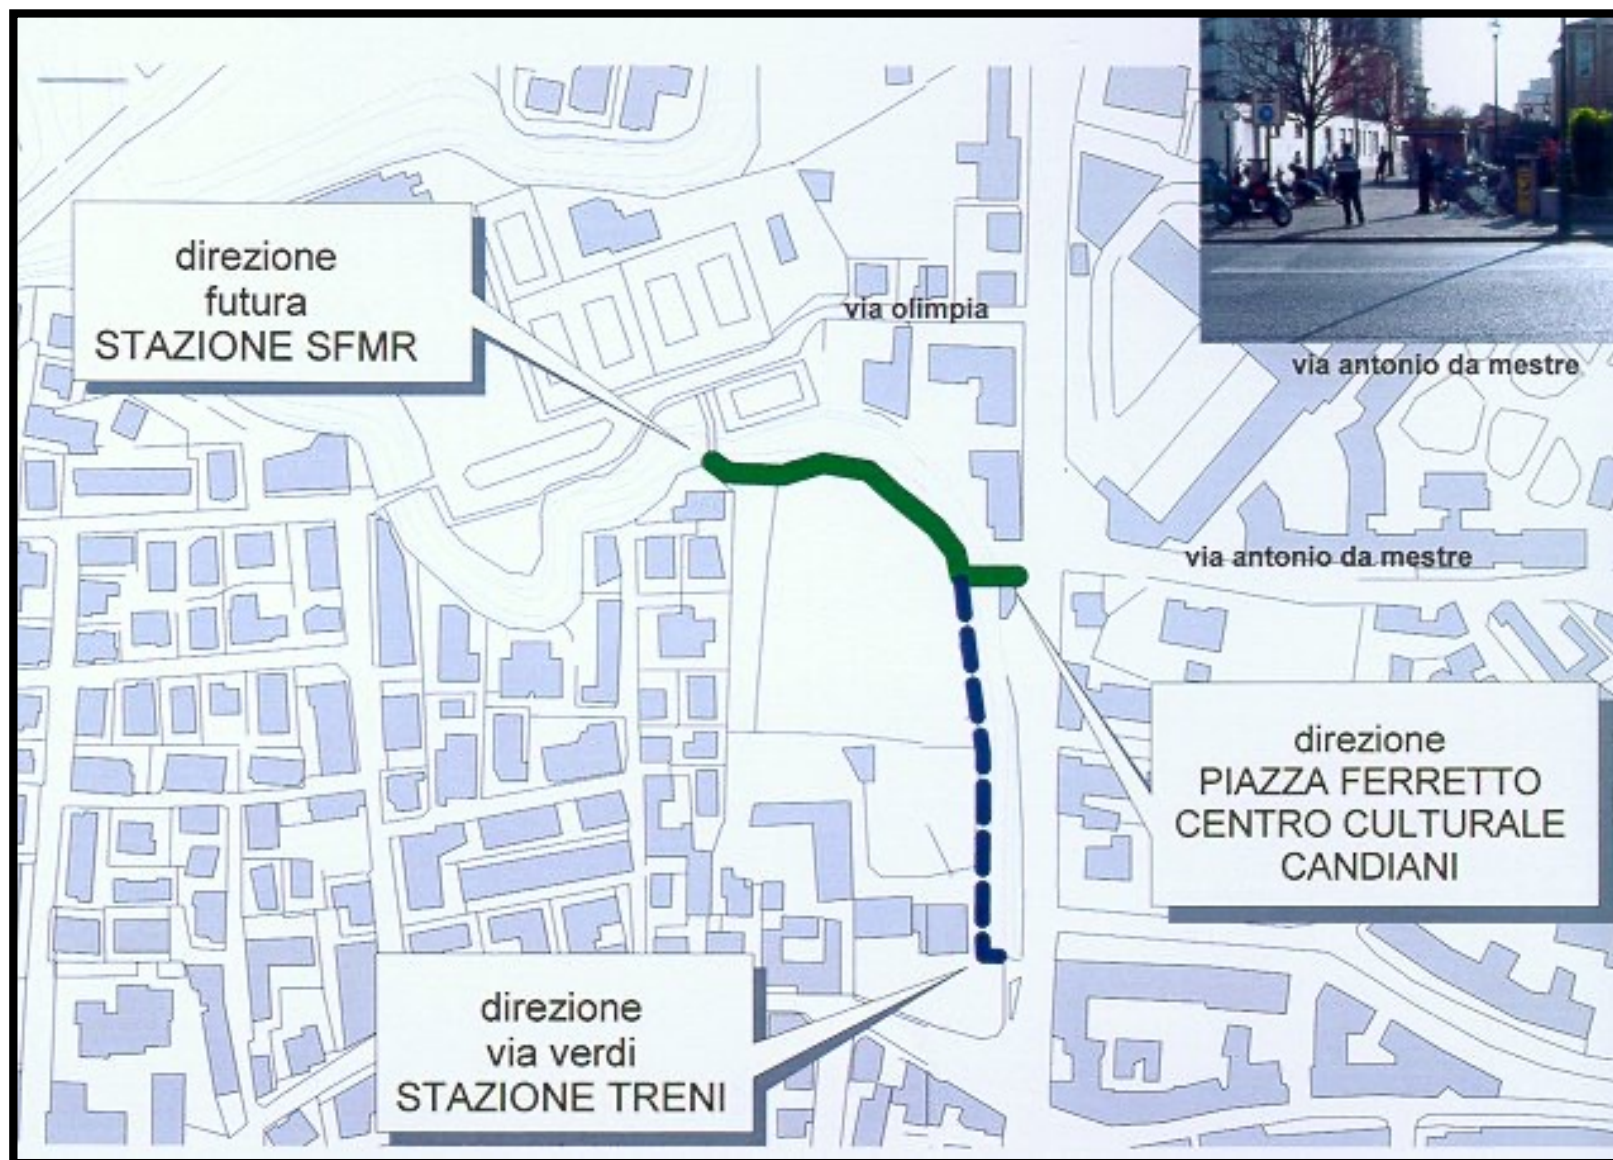 direzione
futura
STAZIONE SFMR
via olimpia
via antonio da mestre
via antonio da mestre
direzione
PIAZZA FERRETTO
CENTRO CULTURALE
CANDIANI
direzione
via verdi
STAZIONE TRENI